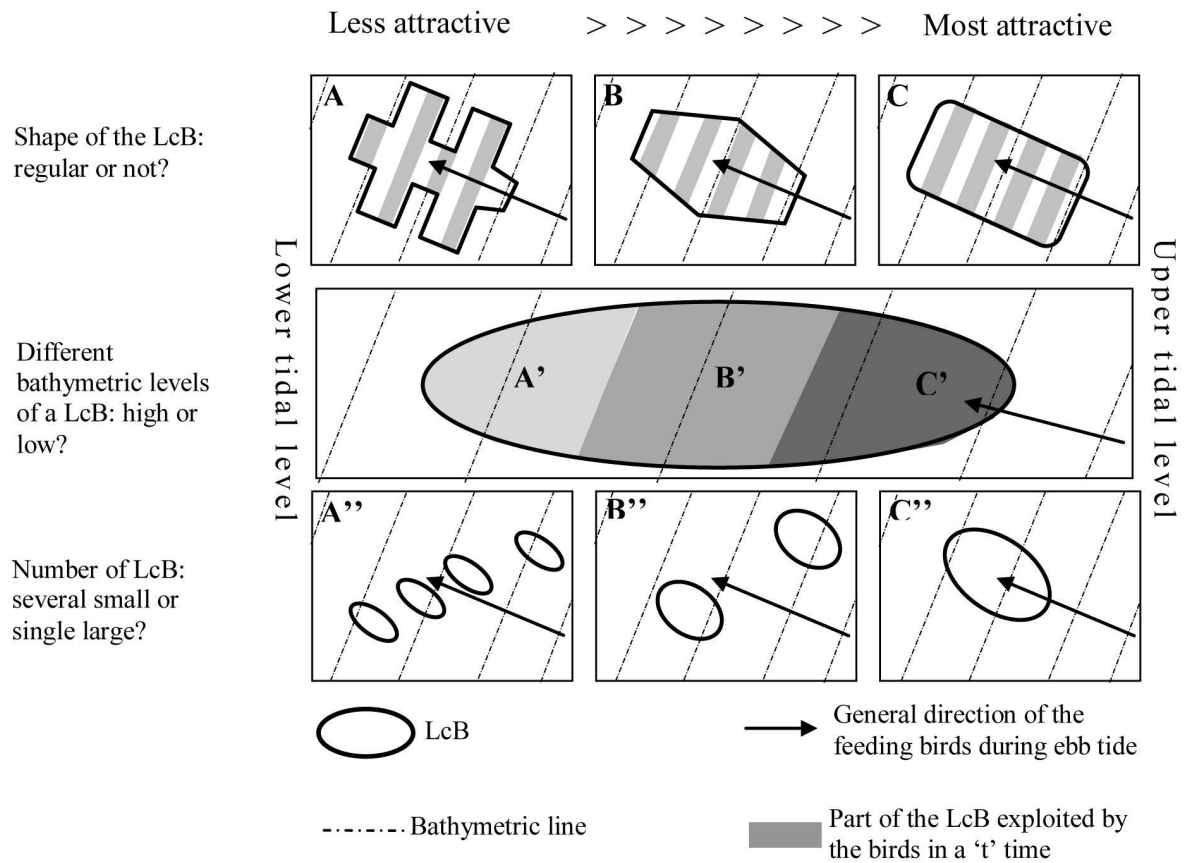 Less attractive > > > > > > > > Most attractive
Shape of the LcB:
regular or not?
A
B
C
Lower tidal level
Upper tidal level
Different
bathymetric levels
of a LcB: high or
low?
A’
B’
C’
Number of LcB:
several small or
single large?
A’’
B’’
C’’
LcB
General direction of the
feeding birds during ebb tide
Bathymetric line
Part of the LcB exploited by
the birds in a ‘t’ time